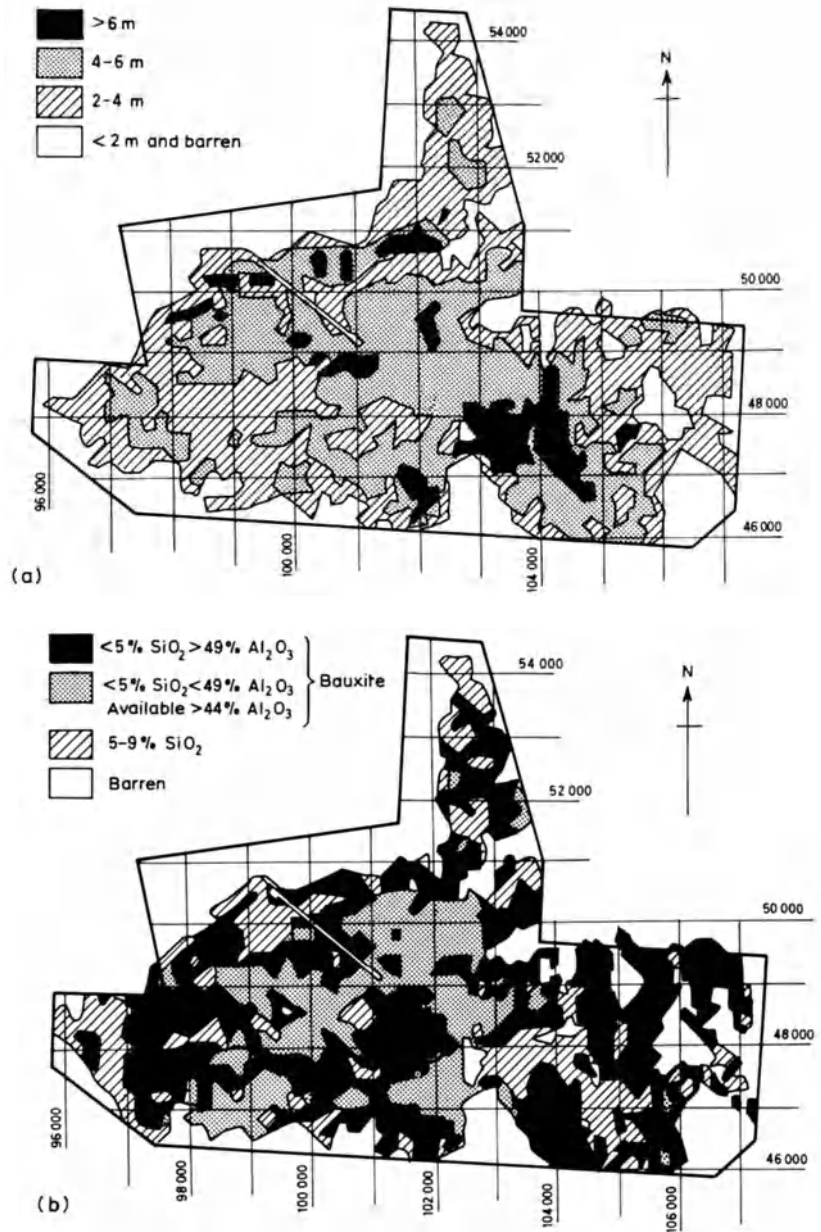 >6 m
4-6 m
2-4 m
<2 m and barren
N
54 000
52 000
50 000
48 000
46 000
96 000
100 000
104 000
(a)
<5% SiO₂ >49% Al₂O₃
<5% SiO₂ <49% Al₂O₃
Available >44% Al₂O₃
Bauxite
5-9% SiO₂
Barren
N
54 000
52 000
50 000
48 000
46 000
96 000
98 000
100 000
102 000
104 000
106 000
(b)